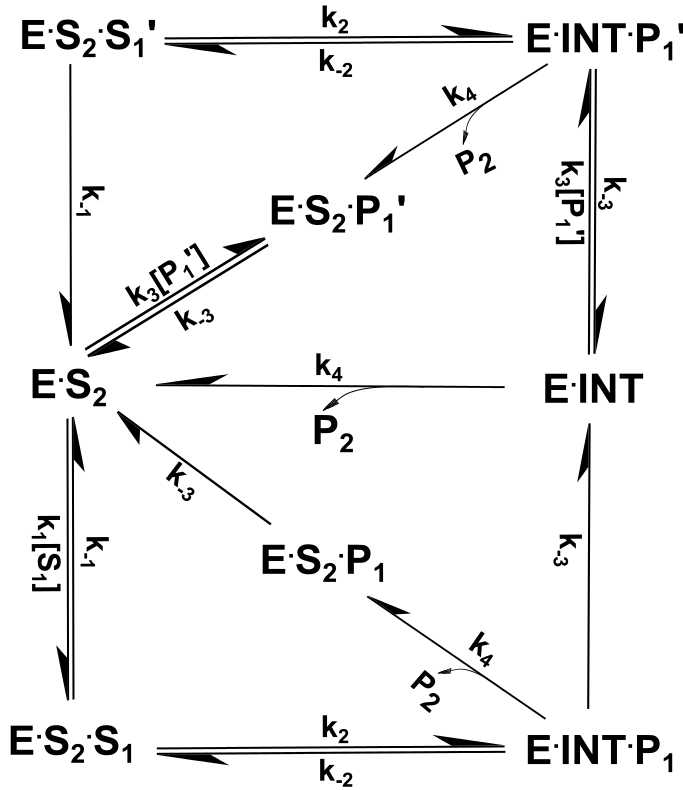 E·S₂·S₁'
k₂
k₋₂
E·INT·P₁'
k₄
P₂
k₋₁
k₃[P₁']
k₋₃
E·S₂·P₁'
k₃[P₁']
k₋₃
E·S₂
k₄
P₂
E·INT
k₋₃
k₁[S₁]
k₋₁
E·S₂·P₁
k₋₃
k₄
P₂
E·S₂·S₁
k₂
k₋₂
E·INT·P₁